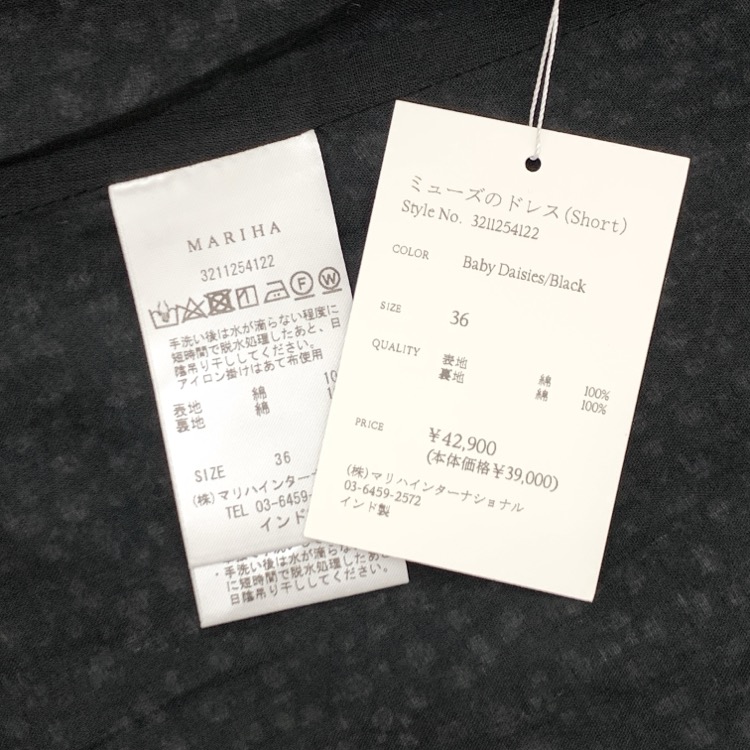 MARIHA
3211254122
手洗い後は水が滴らない程度に
短時間で脱水処理したあと、日
陰吊り干ししてください。
アイロン掛けはあて布使用
表地 綿 10
裏地 綿 1
SIZE 36
(株)マリハインターナ
TEL 03-6459-
インド
・手洗い後は水が滴らな
に短時間で脱水処理したあと
日陰吊り干ししてください。
ミューズのドレス(Short)
Style No. 3211254122
COLOR Baby Daisies/Black
SIZE 36
QUALITY 表地 綿 100%
裏地 綿 100%
PRICE ¥42,900
(本体価格¥39,000)
(株)マリハインターナショナル
03-6459-2572
インド製